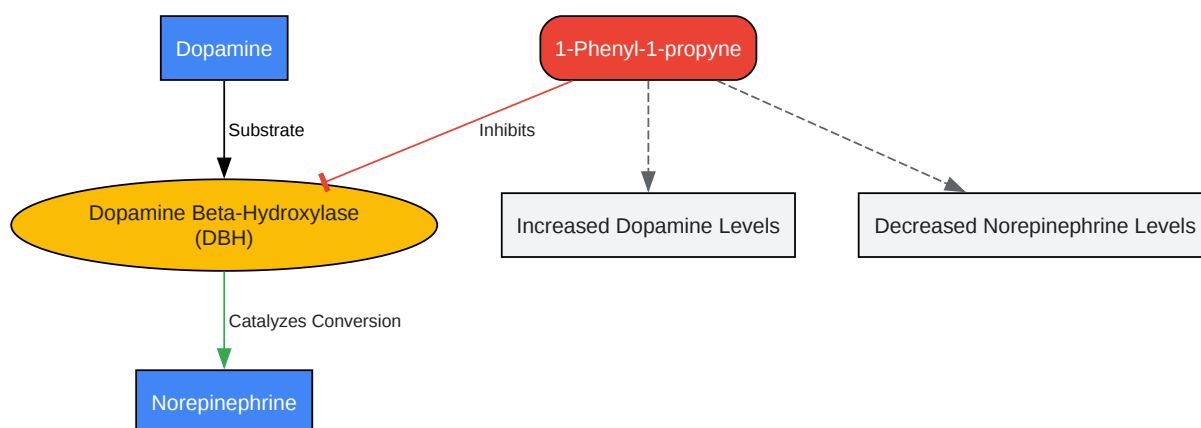 Dopamine
1-Phenyl-1-propyne
Substrate
Inhibits
Dopamine Beta-Hydroxylase
(DBH)
Increased Dopamine Levels
Decreased Norepinephrine Levels
Catalyzes Conversion
Norepinephrine